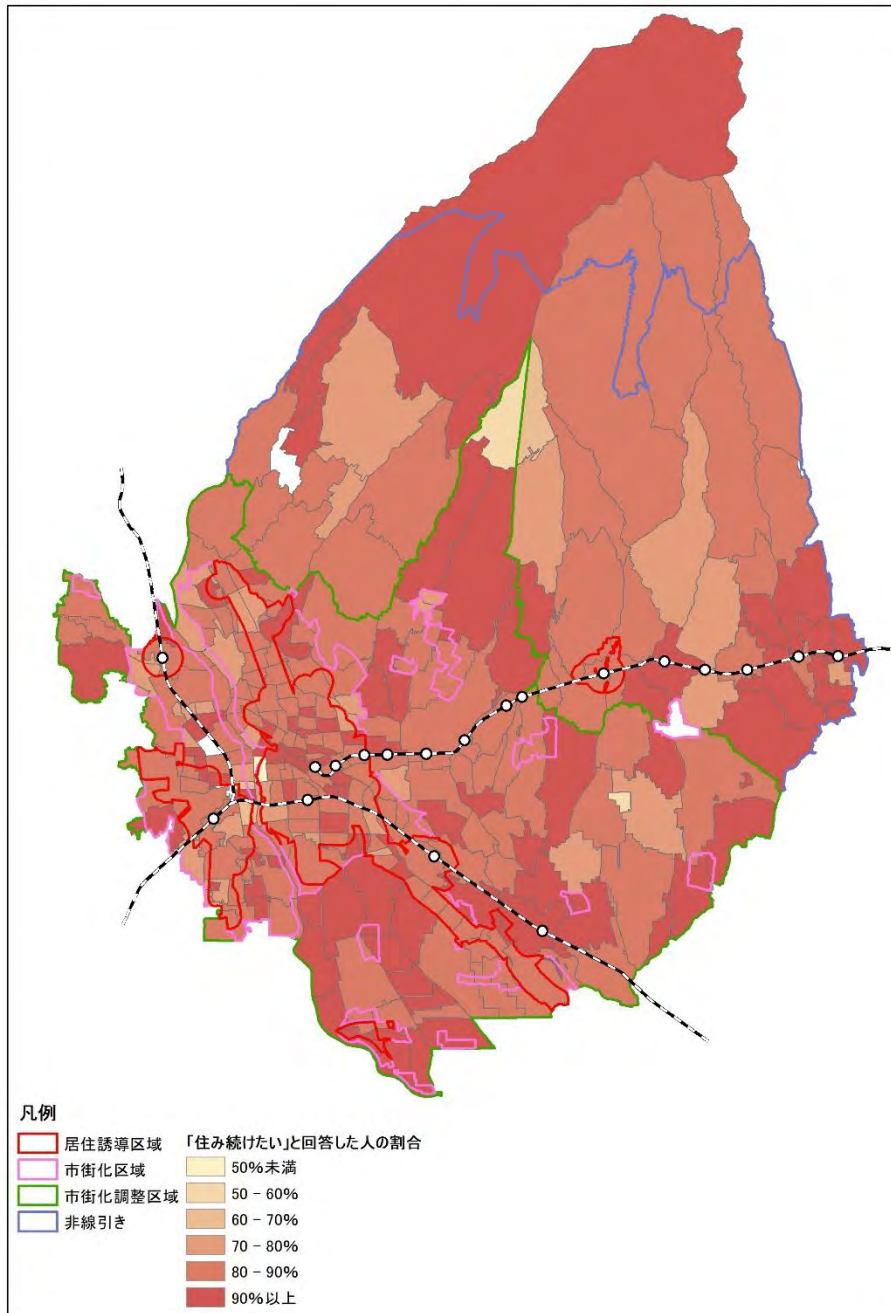 凡例
居住誘導区域
市街化区域
市街化調整区域
非線引き
「住み続けたい」と回答した人の割合
50%未満
50 - 60%
60 - 70%
70 - 80%
80 - 90%
90%以上